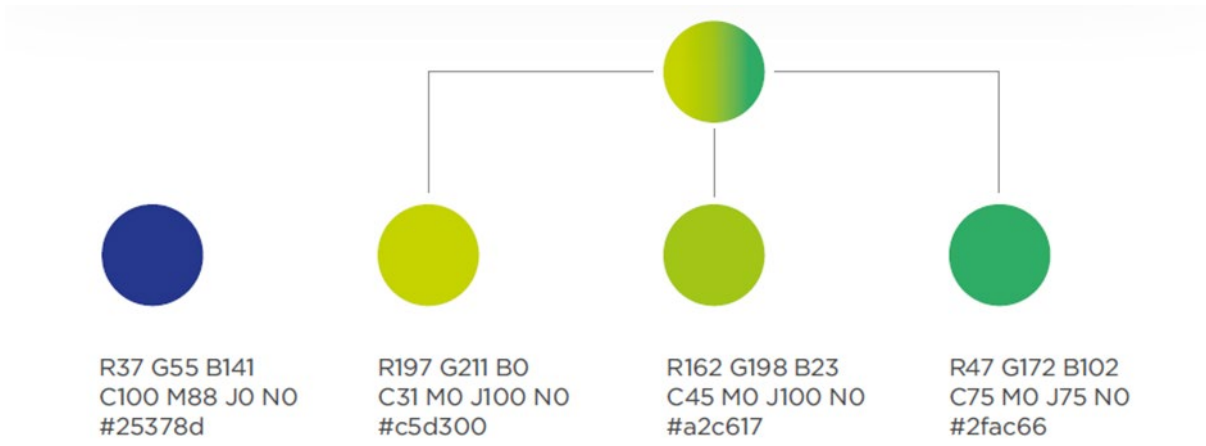 R37 G55 B141
C100 M88 J0 N0
#25378d
R197 G211 B0
C31 M0 J100 N0
#c5d300
R162 G198 B23
C45 M0 J100 N0
#a2c617
R47 G172 B102
C75 M0 J75 N0
#2fac66